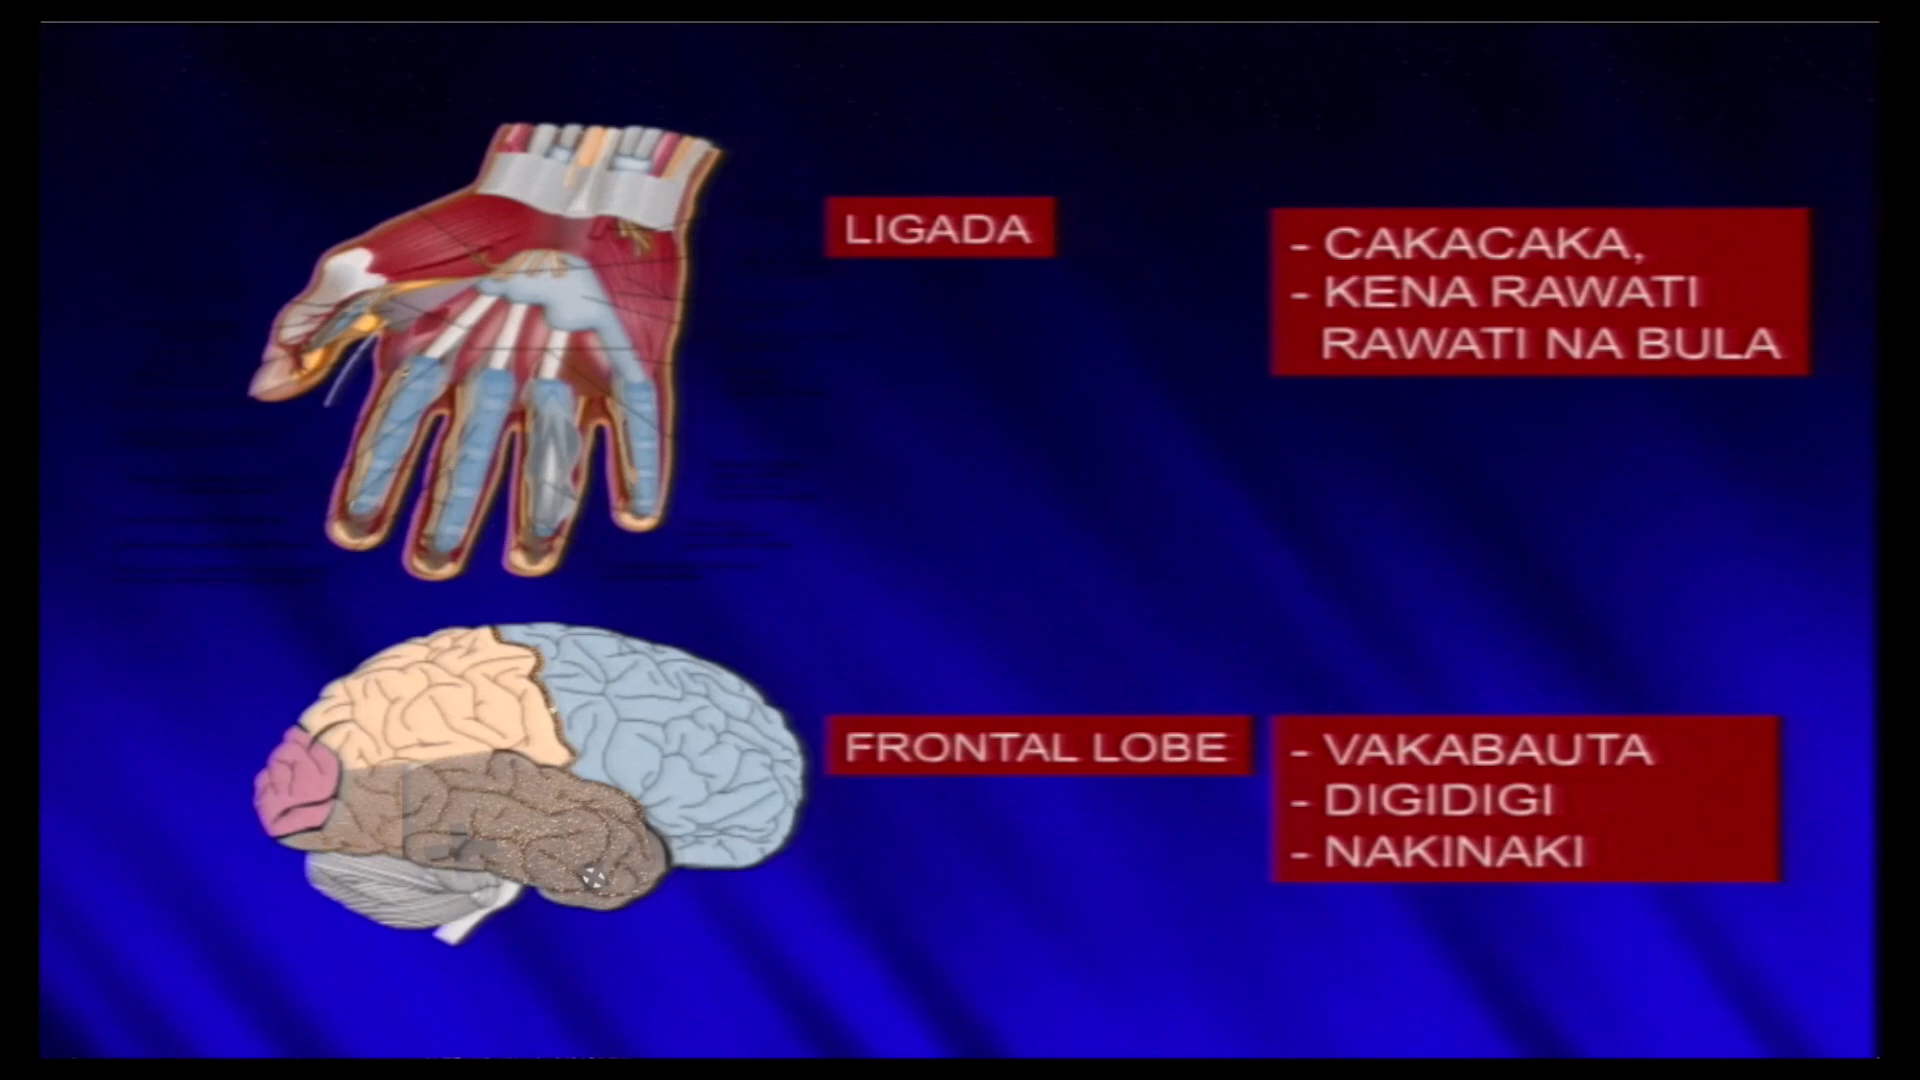 LIGADA
- CAKACAKA,
- KENA RAWATI
RAWATI NA BULA
FRONTAL LOBE
- VAKABAUTA
- DIGIDIGI
- NAKINAKI